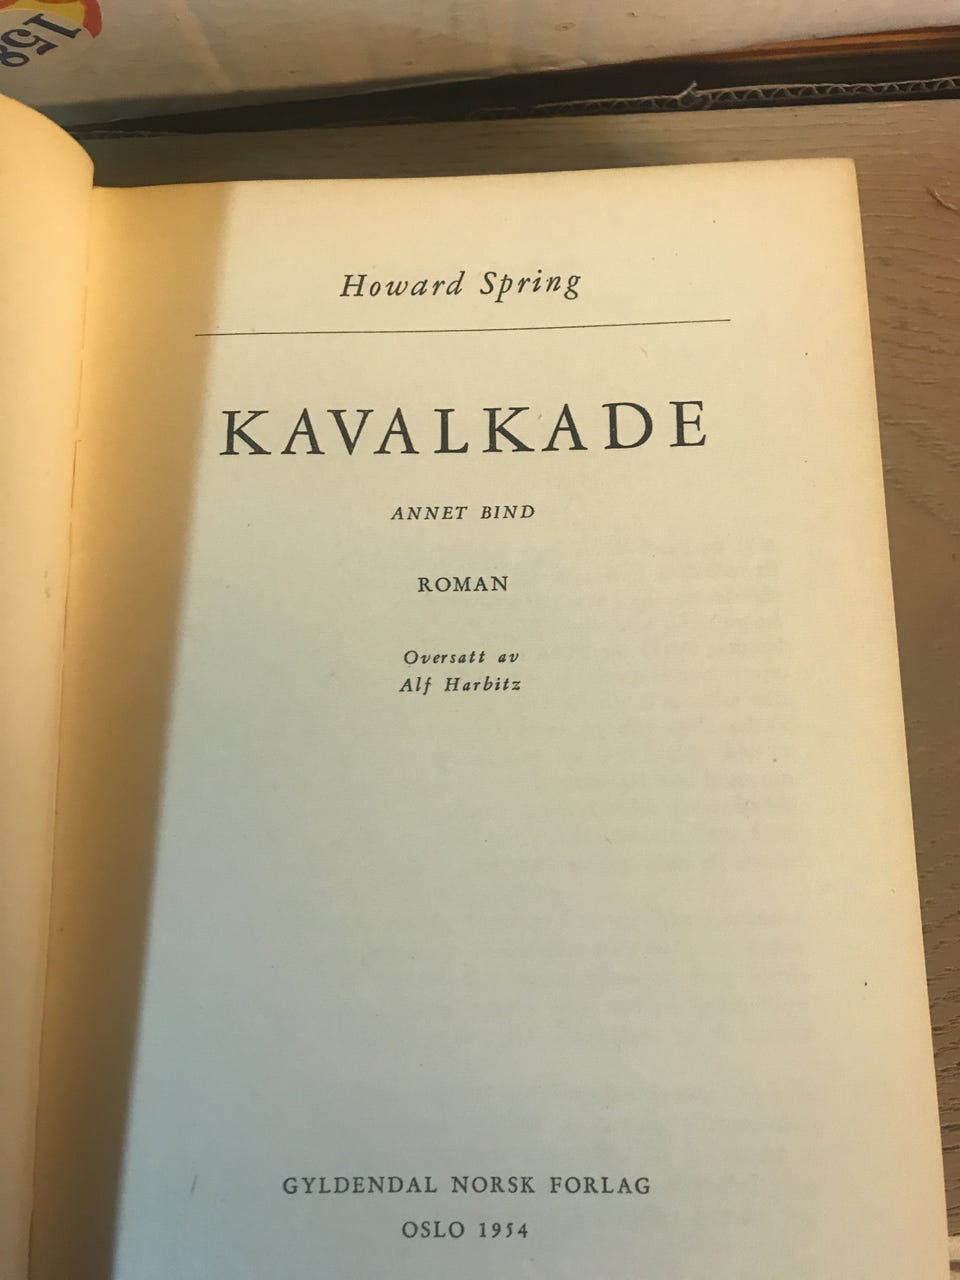 Howard Spring
KAVALKADE
ANNET BIND
ROMAN
Oversatt av
Alf Harbitz
GYLDENDAL NORSK FORLAG
OSLO 1954